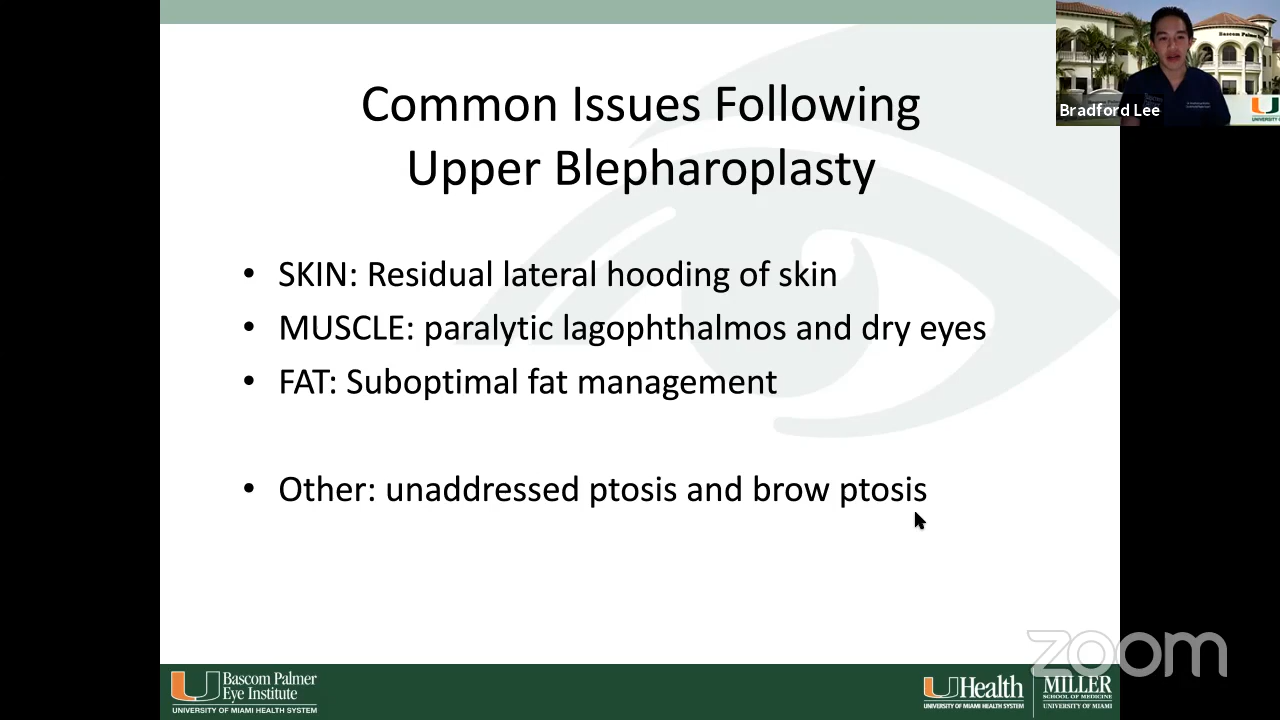 Common Issues Following
Upper Blepharoplasty
• SKIN: Residual lateral hooding of skin
• MUSCLE: paralytic lagophthalmos and dry eyes
• FAT: Suboptimal fat management
• Other: unaddressed ptosis and brow ptosis
Bascom Palmer
Bradford Lee
zoom
Bascom Palmer
Eye Institute
UNIVERSITY OF MIAMI HEALTH SYSTEM
UHealth
UNIVERSITY OF MIAMI HEALTH SYSTEM
MILLER
SCHOOL OF MEDICINE
UNIVERSITY OF MIAMI